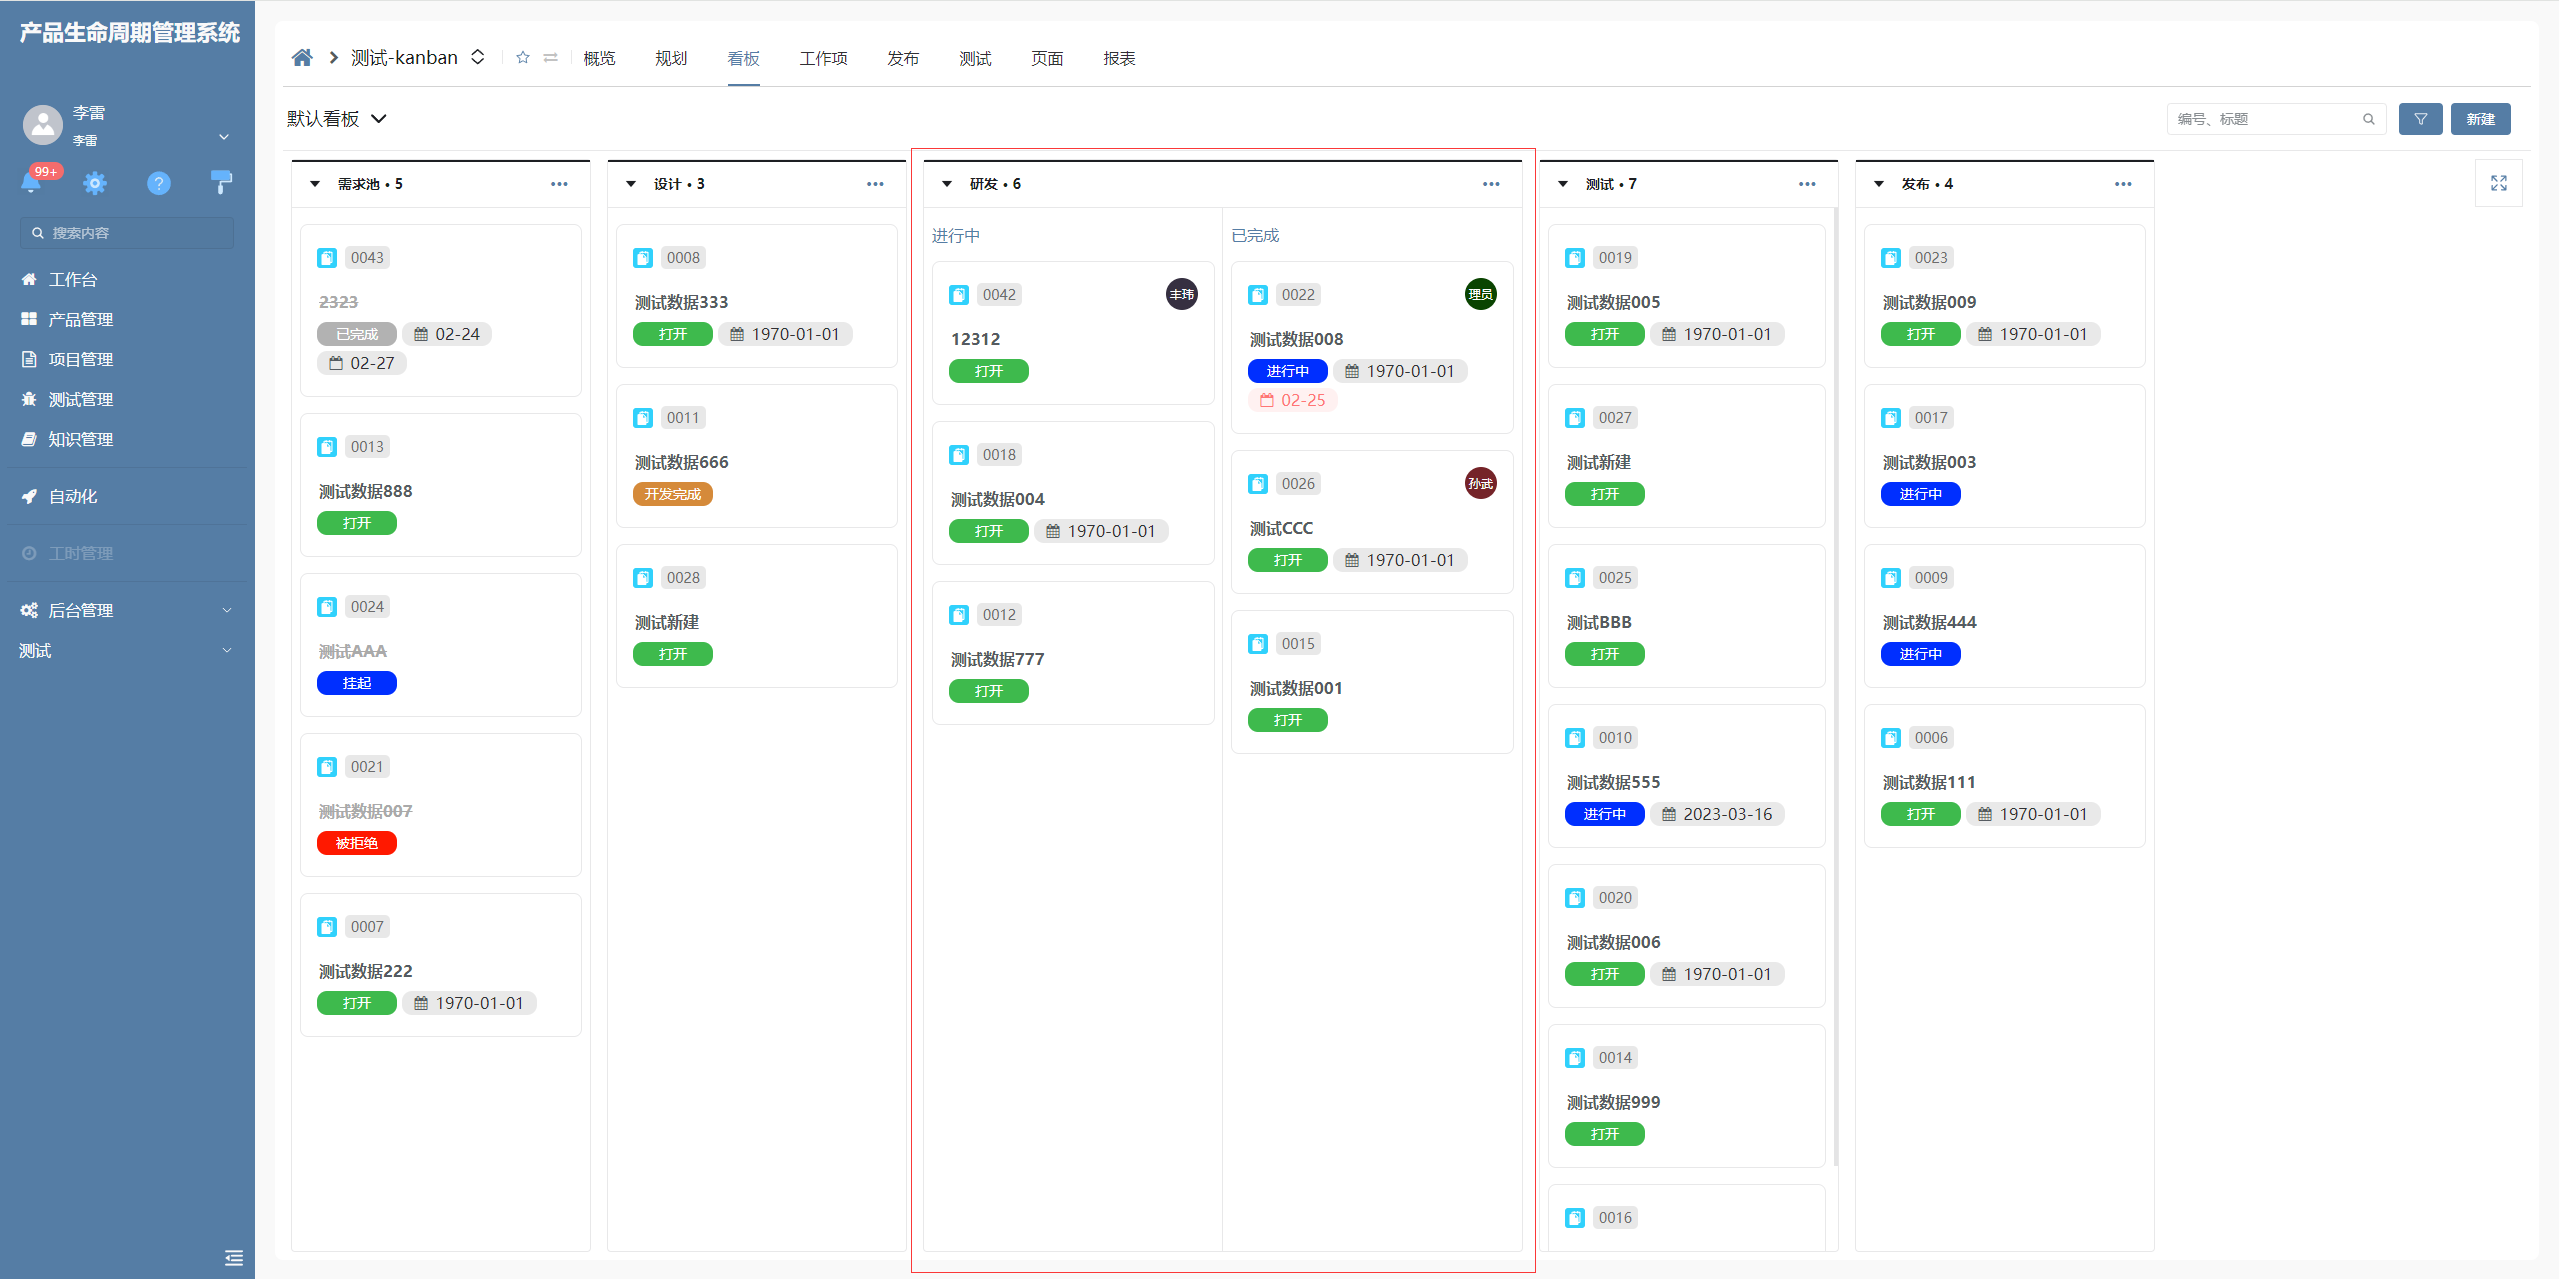 产品生命周期管理系统
李雷
李雷
99+
搜索内容
工作台
产品管理
项目管理
测试管理
知识管理
自动化
工时管理
后台管理
测试
测试-kanban
概览
规划
看板
工作项
发布
测试
页面
报表
默认看板
编号、标题
新建
需求池 • 5
0043
2323
已完成
02-24
02-27
0013
测试数据888
打开
0024
测试AAA
挂起
0021
测试数据007
被拒绝
0007
测试数据222
打开
1970-01-01
设计 • 3
0008
测试数据333
打开
1970-01-01
0011
测试数据666
开发完成
0028
测试新建
打开
研发 • 6
进行中
0042
丰玮
12312
打开
0018
测试数据004
打开
1970-01-01
0012
测试数据777
打开
已完成
0022
理员
测试数据008
进行中
1970-01-01
02-25
0026
孙武
测试CCC
打开
1970-01-01
0015
测试数据001
打开
测试 • 7
0019
测试数据005
打开
1970-01-01
0027
测试新建
打开
0025
测试BBB
打开
0010
测试数据555
进行中
2023-03-16
0020
测试数据006
打开
1970-01-01
0014
测试数据999
打开
0016
发布 • 4
0023
测试数据009
打开
1970-01-01
0017
测试数据003
进行中
0009
测试数据444
进行中
0006
测试数据111
打开
1970-01-01